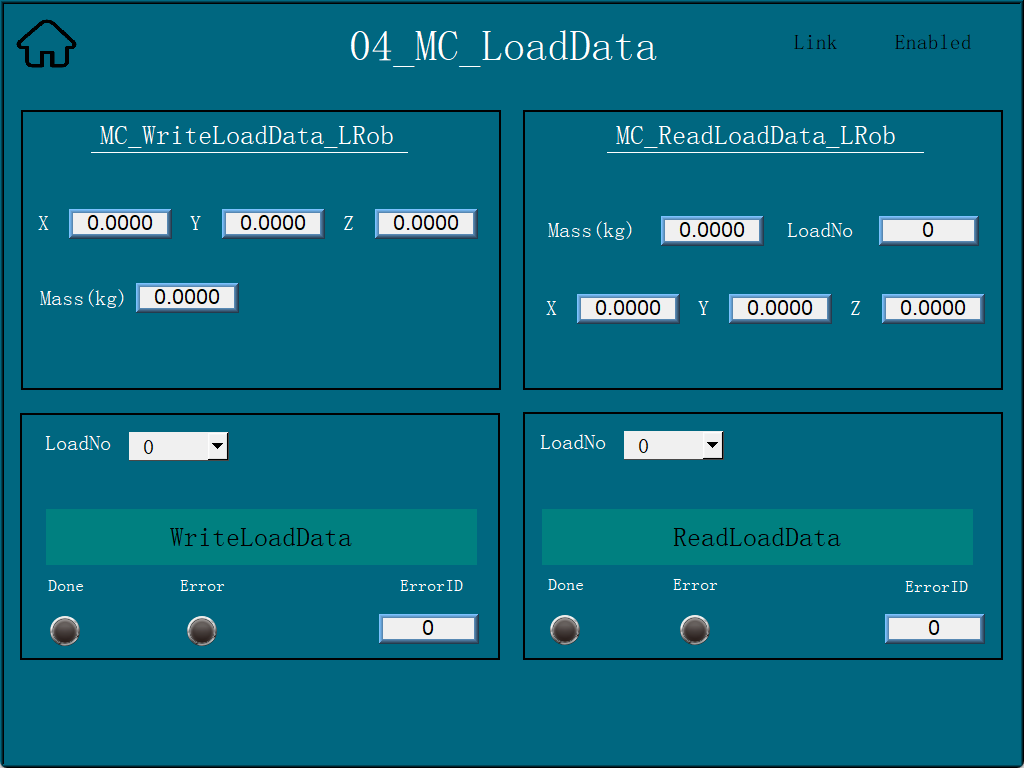 04_MC_LoadData
Link Enabled
MC_WriteLoadData_LRob
X 0.0000 Y 0.0000 Z 0.0000
Mass(kg) 0.0000
MC_ReadLoadData_LRob
Mass(kg) 0.0000 LoadNo 0
X 0.0000 Y 0.0000 Z 0.0000
LoadNo 0
WriteLoadData
Done Error ErrorID
0
LoadNo 0
ReadLoadData
Done Error ErrorID
0